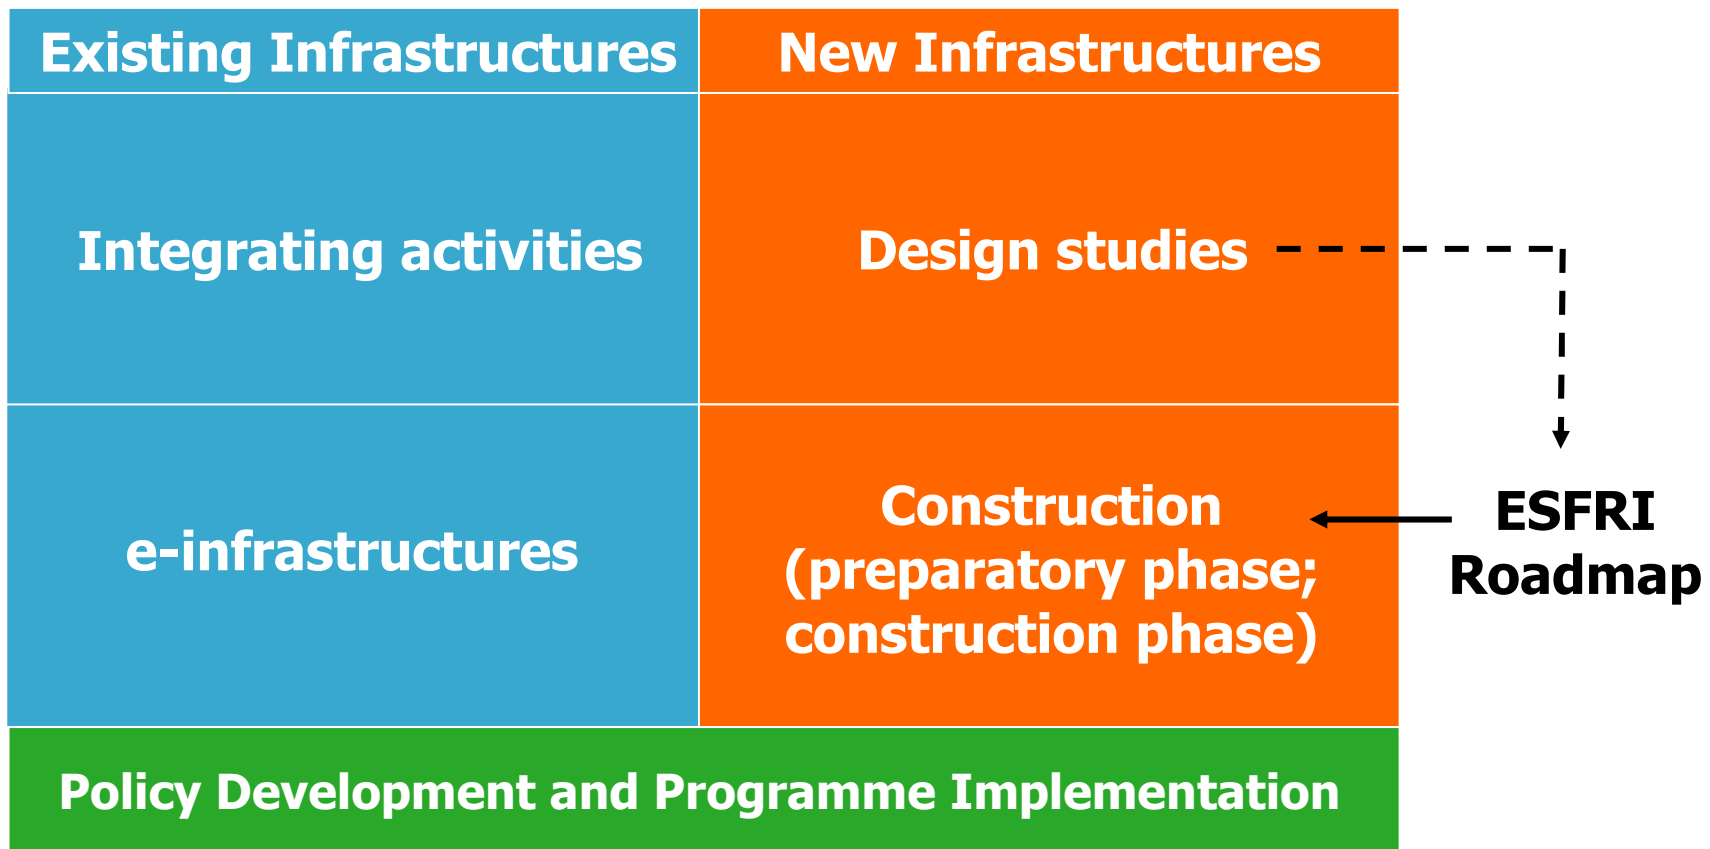 Existing Infrastructures
New Infrastructures
Integrating activities
Design studies
e-infrastructures
Construction
(preparatory phase;
construction phase)
ESFRI
Roadmap
Policy Development and Programme Implementation